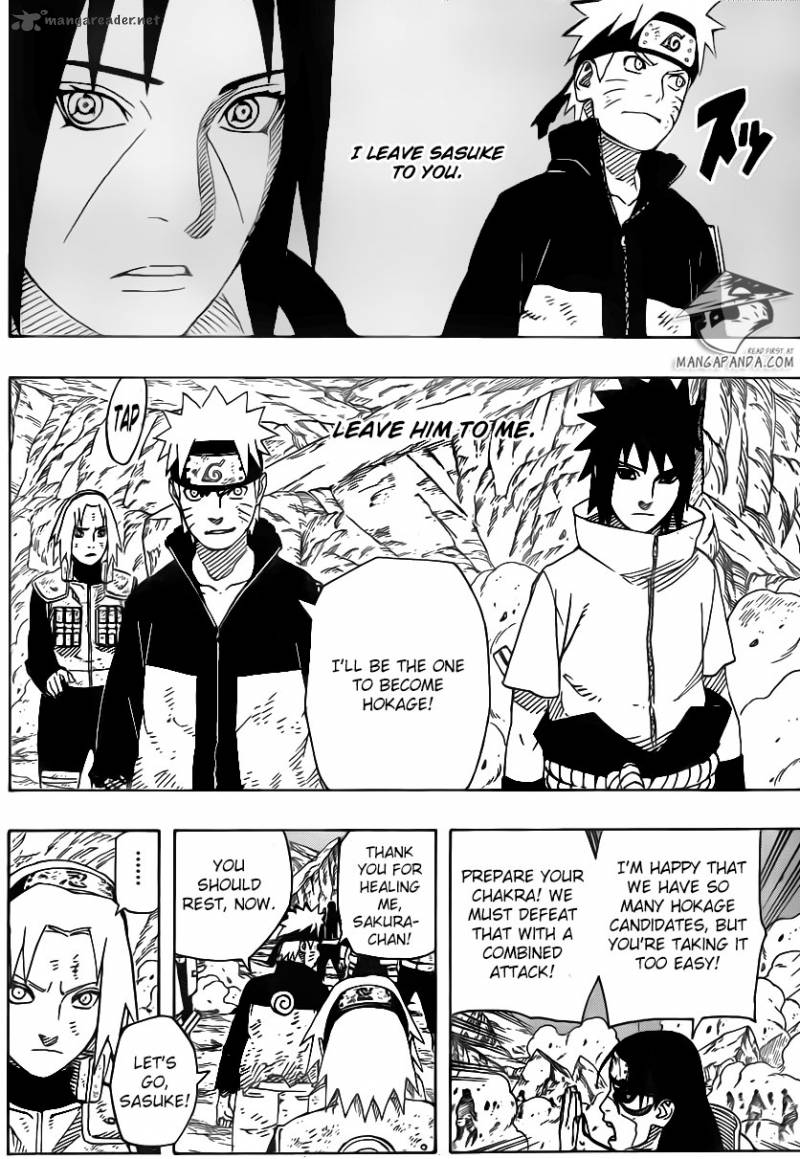 mangareader.net
I LEAVE SASUKE
TO YOU.
スッ
READ FIRST AT
MANGAPANDA.COM
TAP
LEAVE HIM TO ME.
I'LL BE THE ONE
TO BECOME
HOKAGE!
I'M HAPPY THAT
WE HAVE SO
MANY HOKAGE
CANDIDATES, BUT
YOU'RE TAKING IT
TOO EASY!
PREPARE YOUR
CHAKRA! WE
MUST DEFEAT
THAT WITH A
COMBINED
ATTACK!
THANK
YOU FOR
HEALING
ME,
SAKURA-
CHAN!
YOU
SHOULD
REST, NOW.
........
LET'S
GO,
SASUKE!